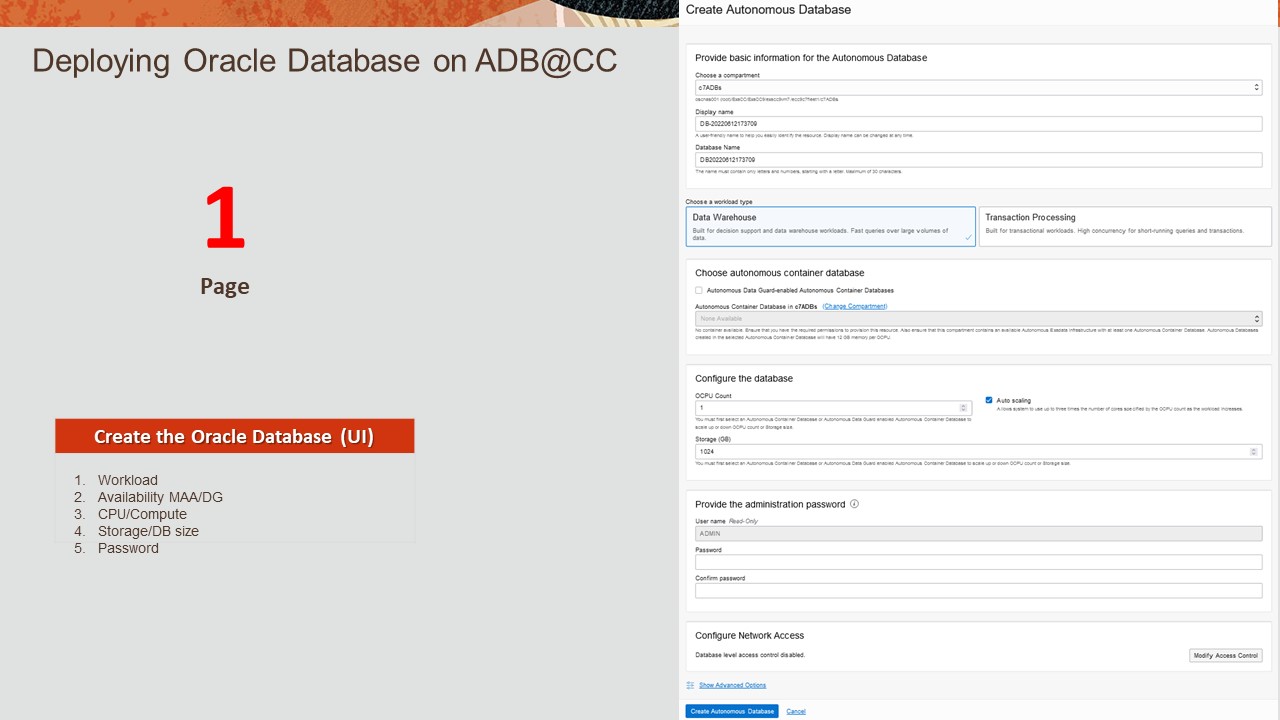 Deploying Oracle Database on ADB@CC
1
Page
Create the Oracle Database (UI)
1. Workload
2. Availability MAA/DG
3. CPU/Compute
4. Storage/DB size
5. Password
Create Autonomous Database
Provide basic information for the Autonomous Database
Choose a compartment
c7ADBs
Display name
DB-20220612173709
A user-friendly name to help you easily identify the resource. Display name can be changed at any time.
Database Name
DB20220612173709
The name must contain only letters and numbers, starting with a letter. Maximum of 30 characters.
Choose a workload type
Data Warehouse
Built for decision support and data warehouse workloads. Fast queries over large volumes of
data.
Transaction Processing
Built for transactional workloads. High concurrency for short-running queries and transactions.
Choose autonomous container database
Autonomous Data Guard-enabled Autonomous Container Databases
Autonomous Container Database in c7ADBs (Change Compartment)
None Available
No container available. Ensure that you have the required permissions to provision this resource. Also ensure that this compartment contains an available Autonomous Exadata Infrastructure with at least one Autonomous Container Database. Autonomous Databases
created in the selected Autonomous Container Database will have 12 GB memory per OCPU.
Configure the database
OCPU Count
1
You must first select an Autonomous Container Database or Autonomous Data Guard enabled Autonomous Container Database to
scale up or down OCPU count or Storage size.
Auto scaling
Allows system to use up to three times the number of cores specified by the OCPU count as the workload increases.
Storage (GB)
1024
You must first select an Autonomous Container Database or Autonomous Data Guard enabled Autonomous Container Database to scale up or down OCPU count or Storage size.
Provide the administration password
User name Read-Only
ADMIN
Password
Confirm password
Configure Network Access
Database level access control disabled.
Modify Access Control
Show Advanced Options
Create Autonomous Database
Cancel